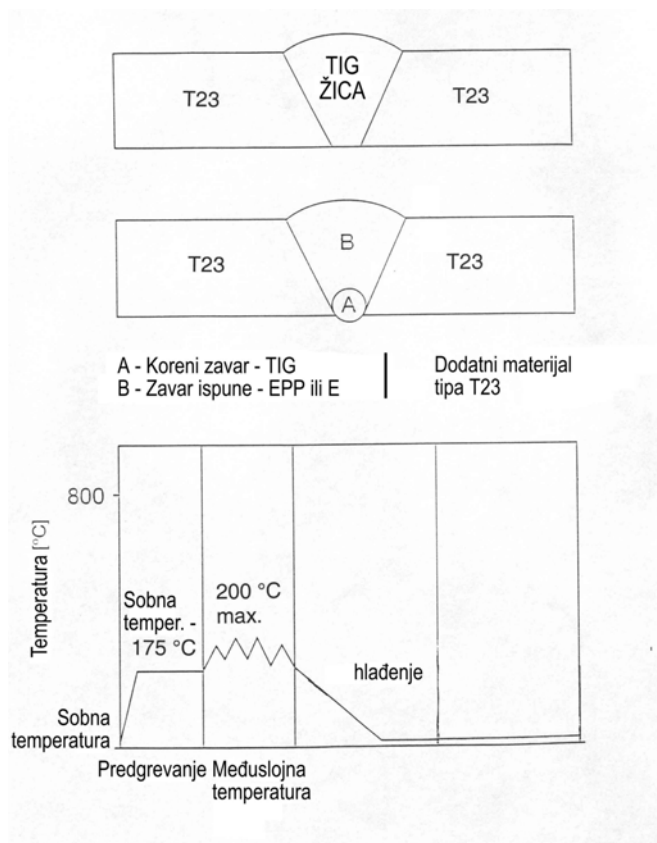 TIG
ŽICA
T23
T23
B
T23
T23
A
A - Koreni zavar - TIG
B - Zavar ispune - EPP ili E
Dodatni materijal
tipa T23
Temperatura [°C]
800
Sobna
temper. -
175 °C
200 °C
max.
hlađenje
Sobna
temperatura
Predgrevanje
Međuslojna
temperatura